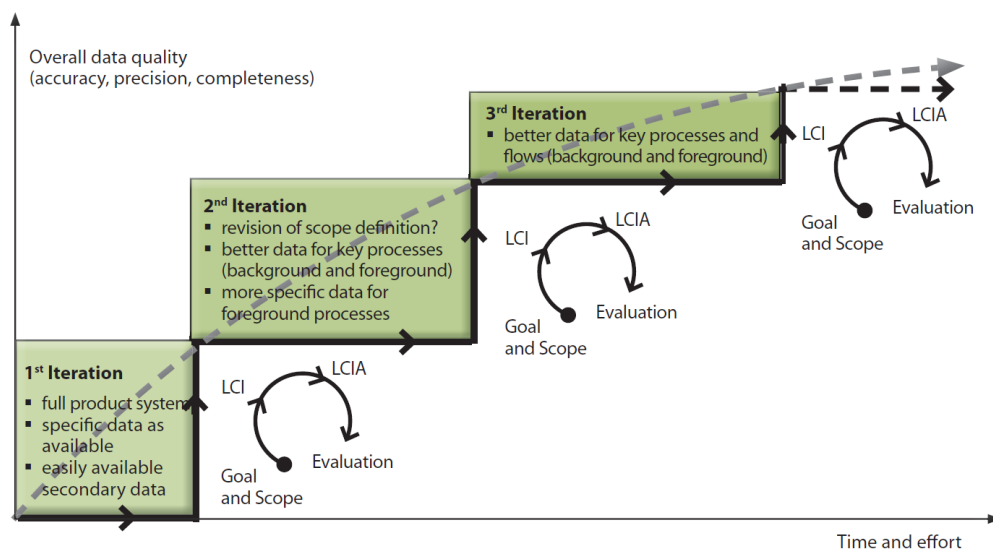 Overall data quality
(accuracy, precision, completeness)
3rd Iteration
▪ better data for key processes and
flows (background and foreground)
LCI
LCIA
Goal
and Scope
Evaluation
2nd Iteration
▪ revision of scope definition?
▪ better data for key processes
(background and foreground)
▪ more specific data for
foreground processes
LCI
LCIA
Goal
and Scope
Evaluation
1st Iteration
▪ full product system
▪ specific data as
available
▪ easily available
secondary data
LCI
LCIA
Goal
and Scope
Evaluation
Time and effort